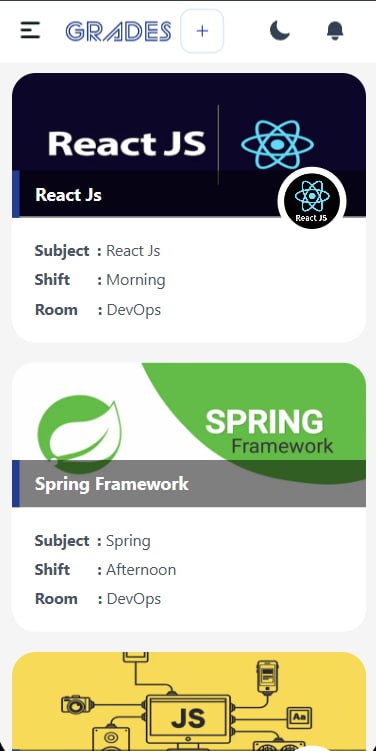 GRADES
+
React JS
React Js
React JS
Subject : React Js
Shift : Morning
Room : DevOps
SPRING
Framework
Spring Framework
Subject : Spring
Shift : Afternoon
Room : DevOps
JS
Aa